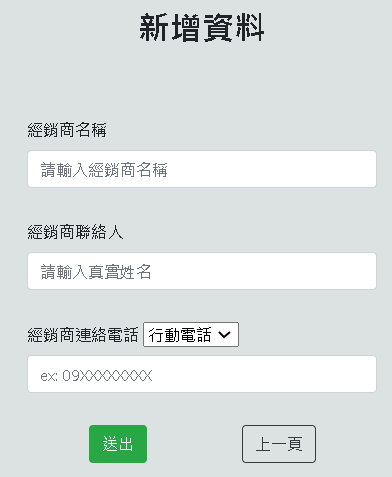 新增資料
經銷商名稱
請輸入經銷商名稱
經銷商聯絡人
請輸入真實姓名
經銷商連絡電話 行動電話
ex: 09XXXXXXXX
送出 上一頁